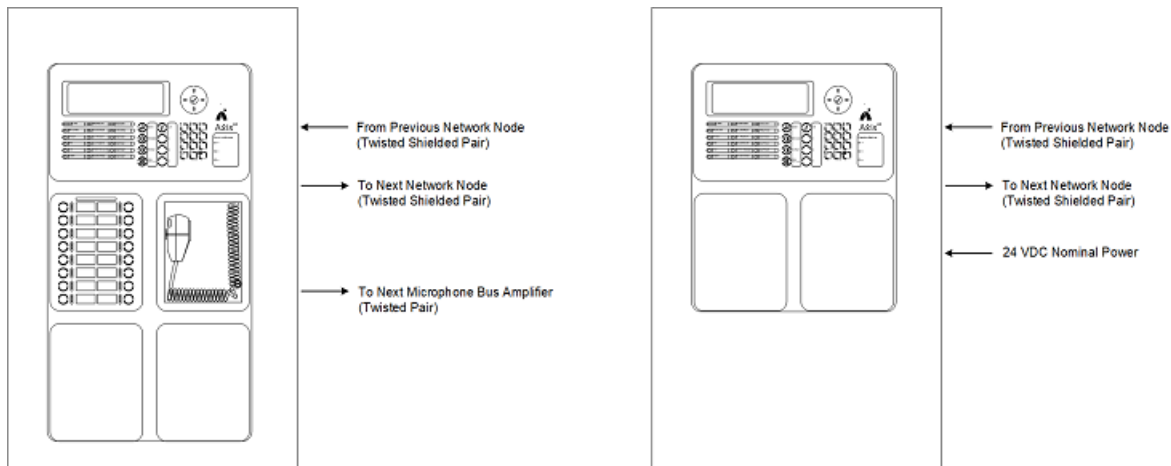 From Previous Network Node
(Twisted Shielded Pair)
To Next Network Node
(Twisted Shielded Pair)
To Next Microphone Bus Amplifier
(Twisted Pair)
From Previous Network Node
(Twisted Shielded Pair)
To Next Network Node
(Twisted Shielded Pair)
24 VDC Nominal Power